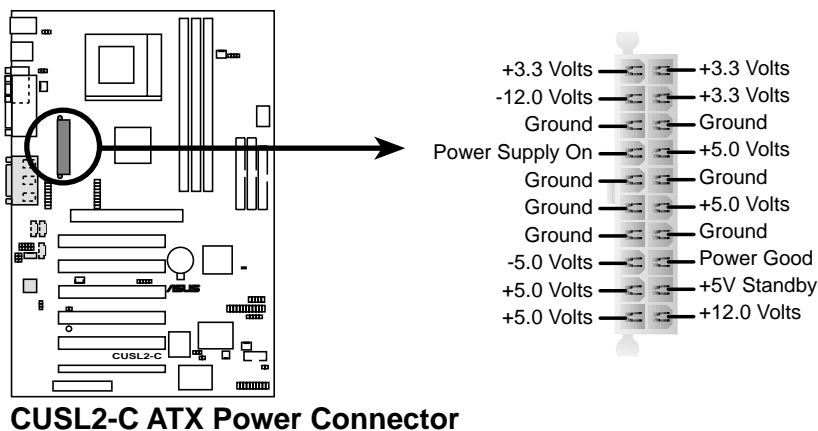 +3.3 Volts +3.3 Volts
-12.0 Volts +3.3 Volts
Ground Ground
Power Supply On +5.0 Volts
Ground Ground
Ground +5.0 Volts
Ground Ground
-5.0 Volts Power Good
+5.0 Volts +5V Standby
+5.0 Volts +12.0 Volts
/ISUS
CUSL2-C
CUSL2-C ATX Power Connector